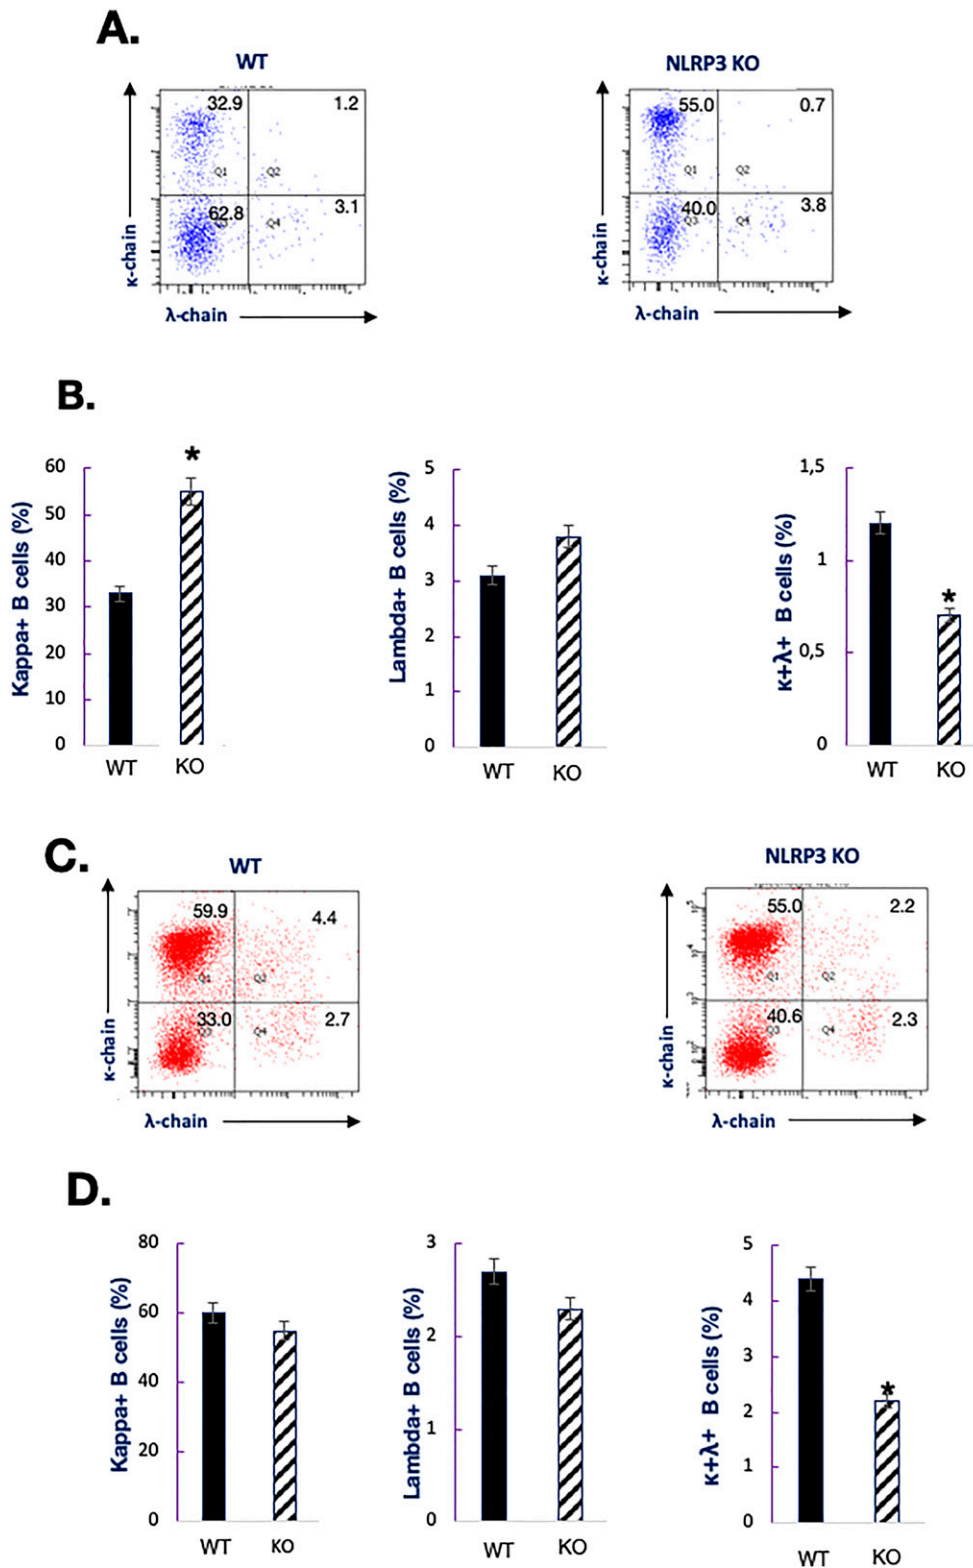 A.
WT
NLRP3 KO
32.9
1.2
55.0
0.7
Q1
Q2
Q1
Q2
62.8
3.1
40.0
3.8
Q3
Q4
Q3
Q4
κ-chain
κ-chain
λ-chain
λ-chain
B.
*
60
50
40
30
20
10
0
Kappa+ B cells (%)
WT
KO
5
4
3
2
1
0
Lambda+ B cells (%)
WT
KO
1,5
1
0,5
0
κ+λ+ B cells (%)
*
WT
KO
C.
WT
NLRP3 KO
59.9
4.4
55.0
2.2
Q1
Q2
Q1
Q2
33.0
2.7
40.6
2.3
Q3
Q4
Q3
Q4
κ-chain
κ-chain
λ-chain
λ-chain
D.
80
60
40
20
0
Kappa+ B cells (%)
WT
KO
3
2
1
0
Lambda+ B cells (%)
WT
KO
5
4
3
2
1
0
κ+λ+ B cells (%)
*
WT
KO